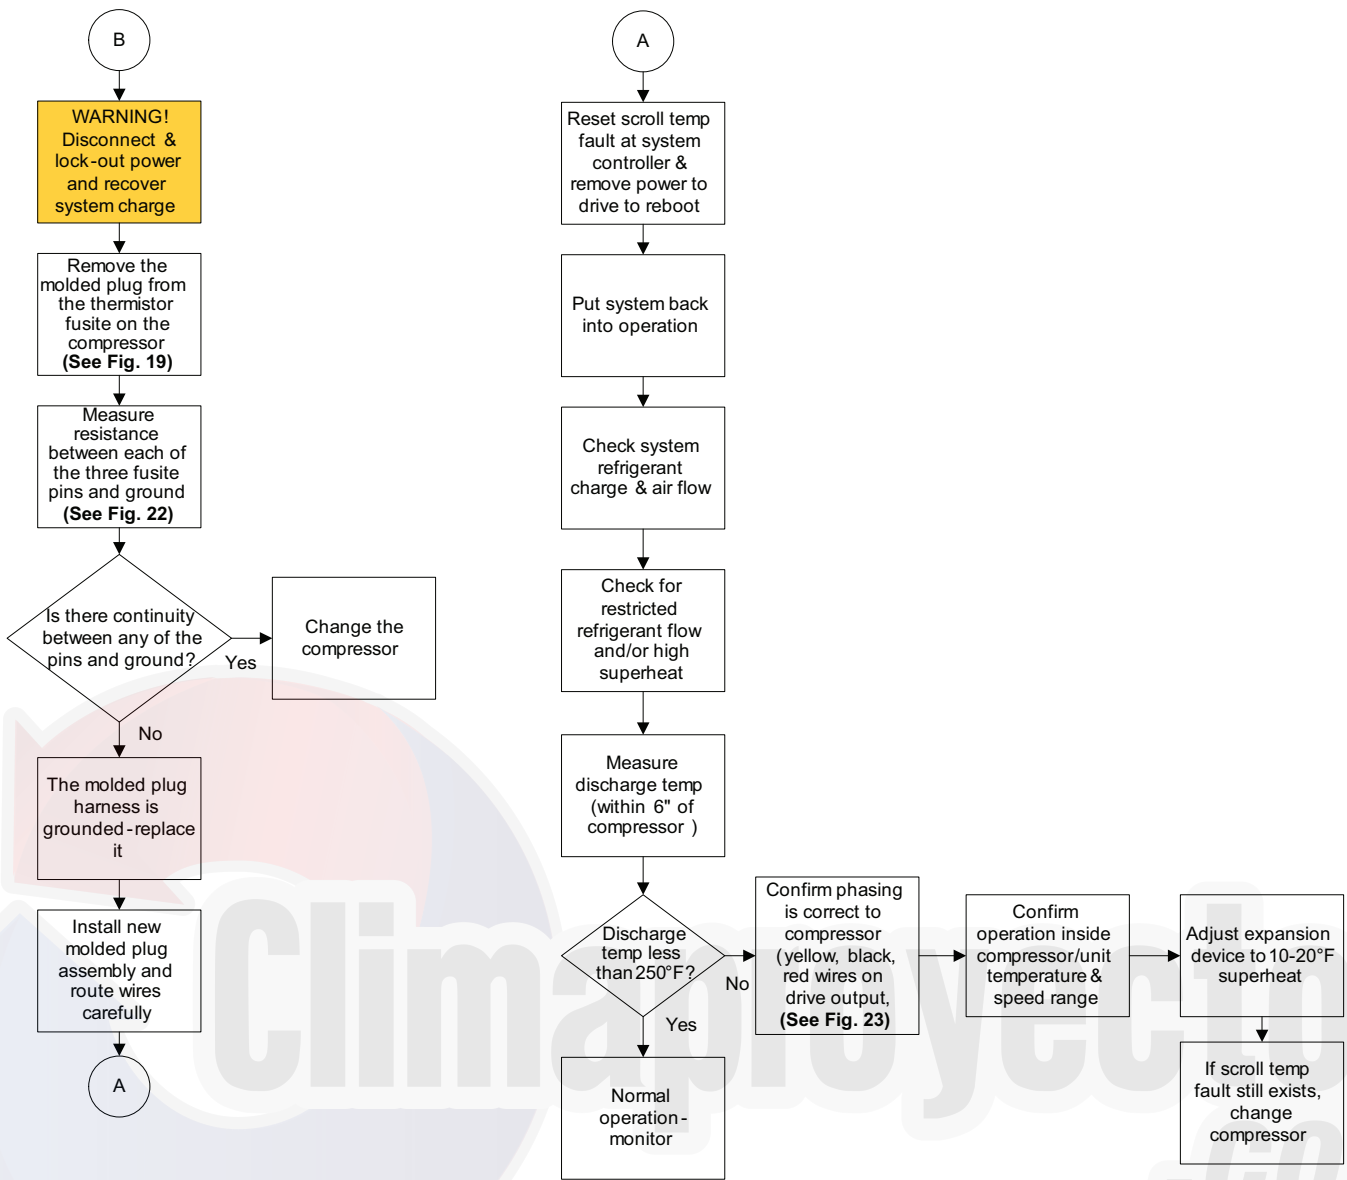 B
WARNING!
Disconnect &
lock-out power
and recover
system charge
Remove the
molded plug from
the thermistor
fusite on the
compressor
(See Fig. 19)
Measure
resistance
between each of
the three fusite
pins and ground
(See Fig. 22)
Is there continuity
between any of the
pins and ground?
Yes
Change the
compressor
No
The molded plug
harness is
grounded-replace
it
Install new
molded plug
assembly and
route wires
carefully
A
A
Reset scroll temp
fault at system
controller &
remove power to
drive to reboot
Put system back
into operation
Check system
refrigerant
charge & air flow
Check for
restricted
refrigerant flow
and/or high
superheat
Measure
discharge temp
(within 6" of
compressor )
Discharge
temp less
than 250°F?
No
Yes
Normal
operation-
monitor
Confirm phasing
is correct to
compressor
(yellow, black,
red wires on
drive output,
(See Fig. 23)
Confirm
operation inside
compressor/unit
temperature &
speed range
Adjust expansion
device to 10-20°F
superheat
If scroll temp
fault still exists,
change
compressor
Climaproyecto
.co